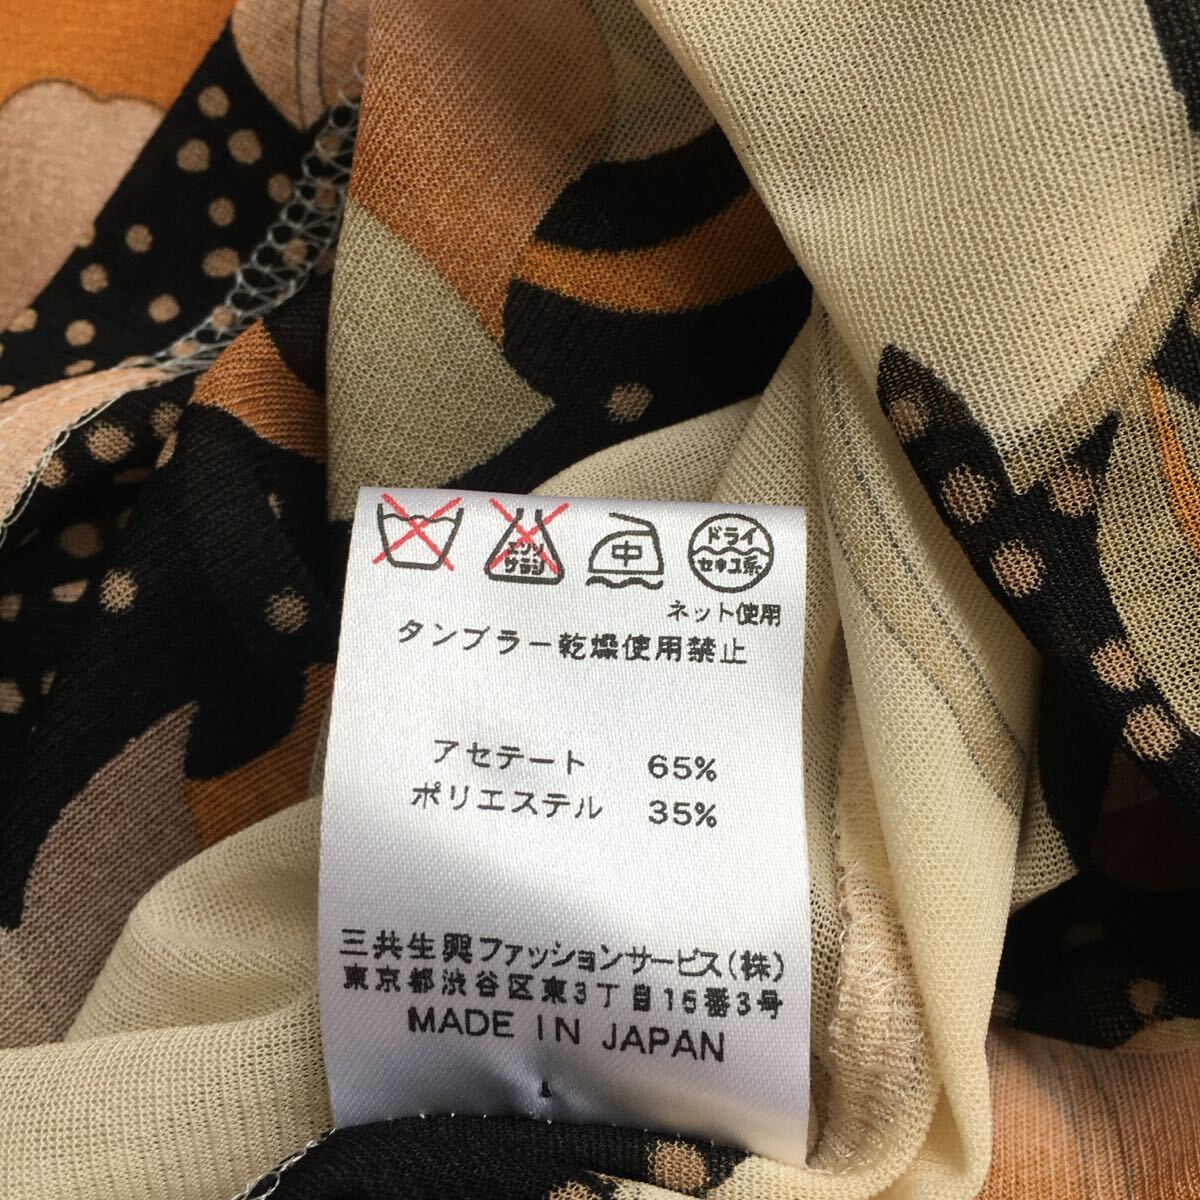 エンソ
サラシ
中
ドライ
セキユ系
ネット使用
タンブラー乾燥使用禁止
アセテート 65%
ポリエステル 35%
三共生興ファッションサービス(株)
東京都渋谷区東3丁目16番3号
MADE IN JAPAN